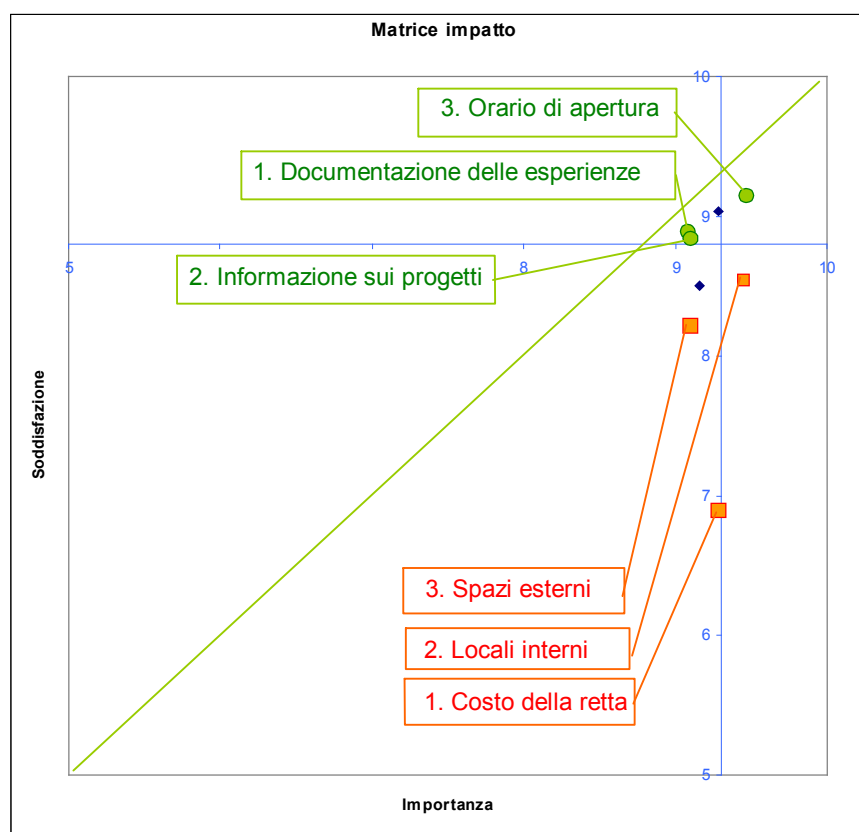 Matrice impatto
10
3. Orario di apertura
1. Documentazione delle esperienze
9
5
8
9
10
2. Informazione sui progetti
8
Soddisfazione
7
3. Spazi esterni
6
2. Locali interni
1. Costo della retta
5
Importanza